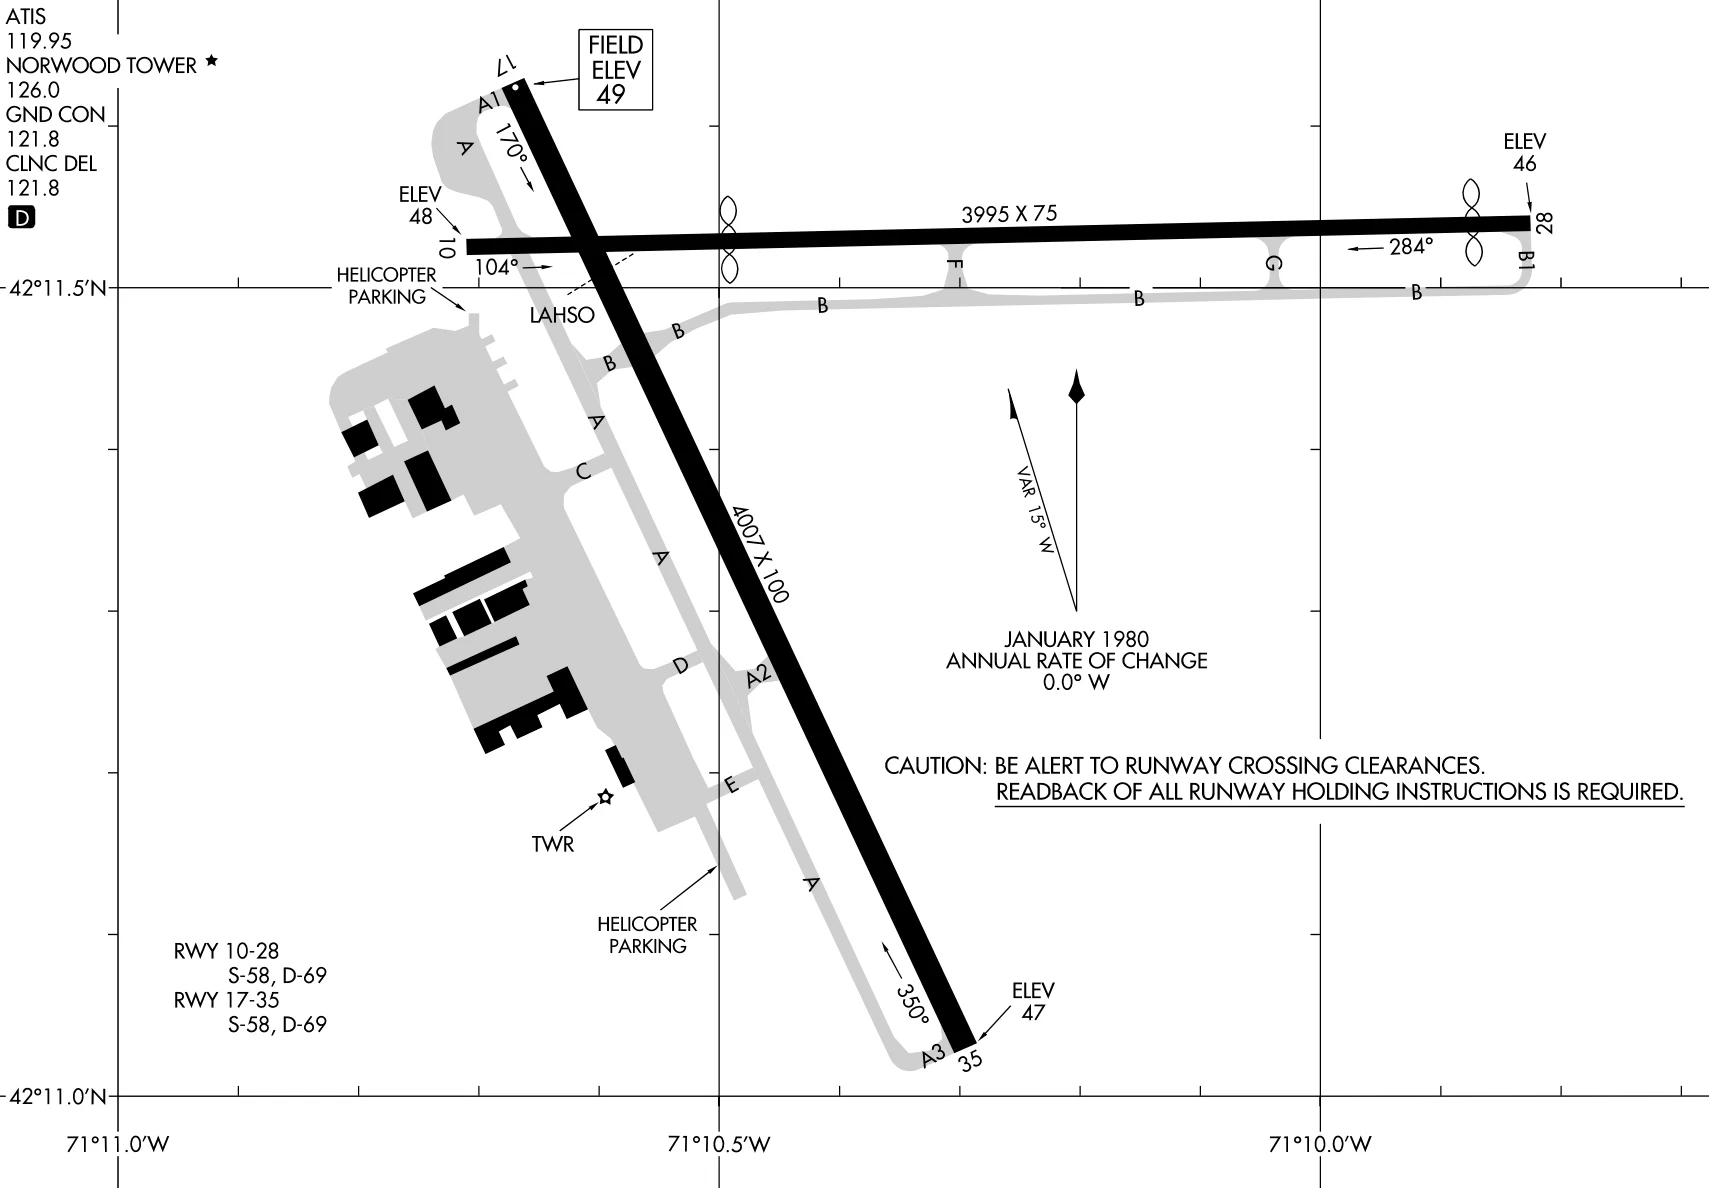 ATIS
119.95
NORWOOD TOWER ★
126.0
GND CON
121.8
CLNC DEL
121.8
D
17
FIELD
ELEV
49
A1
A
170°
ELEV
48
10
104°
3995 X 75
ELEV
46
28
284°
B1
F
G
HELICOPTER
PARKING
42°11.5'N
LAHSO
B
B
B
B
B
A
C
4007 X 100
A
VAR 15° W
JANUARY 1980
ANNUAL RATE OF CHANGE
0.0° W
D
A2
CAUTION: BE ALERT TO RUNWAY CROSSING CLEARANCES.
READBACK OF ALL RUNWAY HOLDING INSTRUCTIONS IS REQUIRED.
E
TWR
A
HELICOPTER
PARKING
RWY 10-28
S-58, D-69
RWY 17-35
S-58, D-69
350°
ELEV
47
A3
35
42°11.0'N
71°11.0'W
71°10.5'W
71°10.0'W